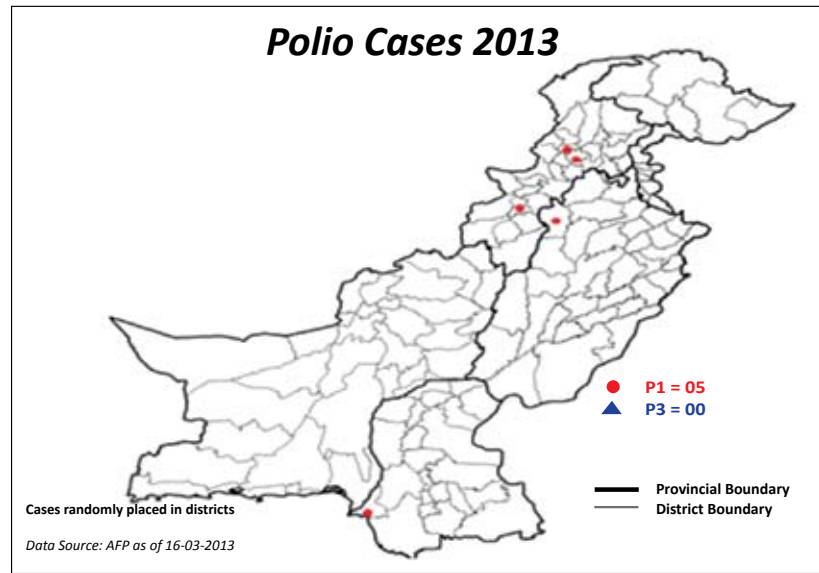 Polio Cases 2013
P1 = 05
P3 = 00
Provincial Boundary
Cases randomly placed in districts
District Boundary
Data Source: AFP as of 16-03-2013